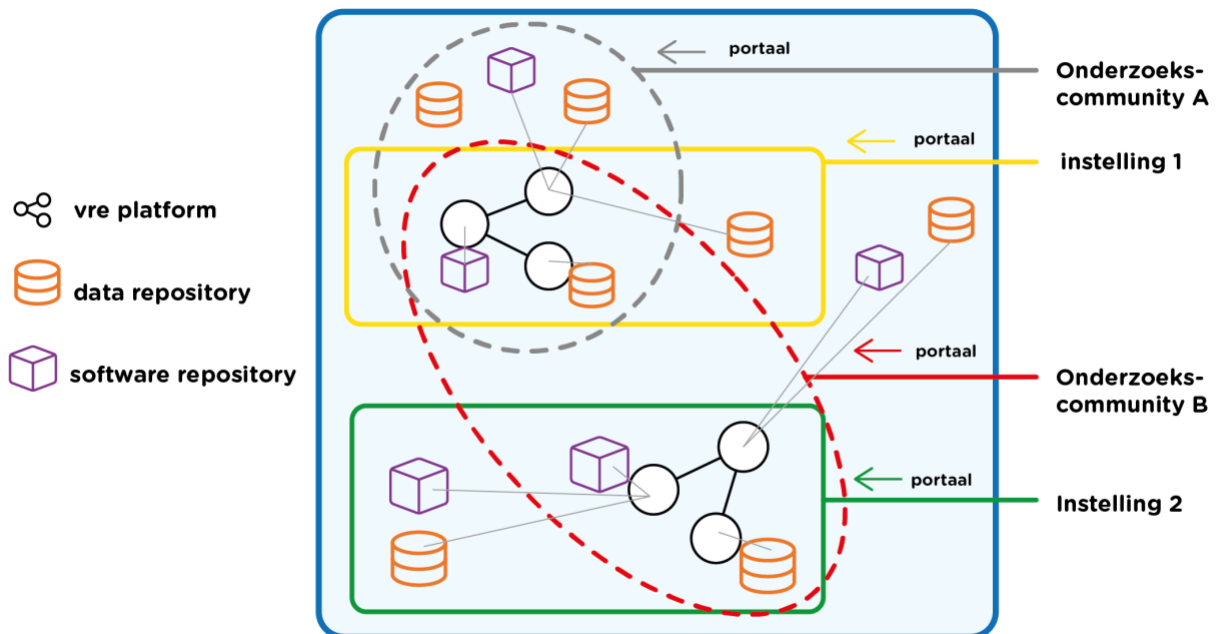 portaal
Onderzoeks-
community A
portaal
instelling 1
vre platform
data repository
software repository
portaal
Onderzoeks-
community B
portaal
Instelling 2